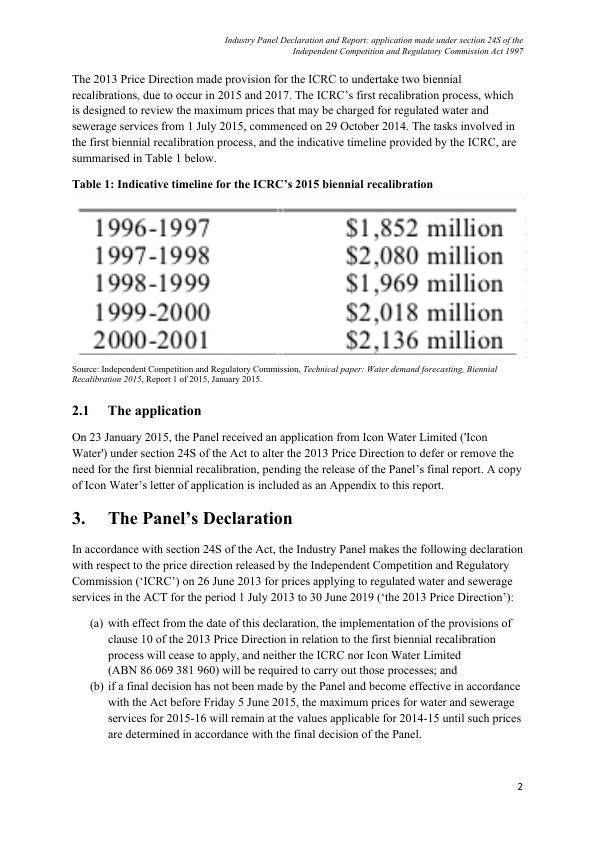 Industry Panel Declaration and Report: application made under section 24S of the
Independent Competition and Regulatory Commission Act 1997
The 2013 Price Direction made provision for the ICRC to undertake two biennial
recalibrations, due to occur in 2015 and 2017. The ICRC's first recalibration process, which
is designed to review the maximum prices that may be charged for regulated water and
sewerage services from 1 July 2015, commenced on 29 October 2014. The tasks involved in
the first biennial recalibration process, and the indicative timeline provided by the ICRC, are
summarised in Table 1 below.
Table 1: Indicative timeline for the ICRC's 2015 biennial recalibration
1996-1997 $1,852 million
1997-1998 $2,080 million
1998-1999 $1,969 million
1999-2000 $2,018 million
2000-2001 $2,136 million
Source: Independent Competition and Regulatory Commission, Technical paper: Water demand forecasting, Biennial
Recalibration 2015, Report 1 of 2015, January 2015.
2.1 The application
On 23 January 2015, the Panel received an application from Icon Water Limited ('Icon
Water') under section 24S of the Act to alter the 2013 Price Direction to defer or remove the
need for the first biennial recalibration, pending the release of the Panel's final report. A copy
of Icon Water's letter of application is included as an Appendix to this report.
3. The Panel's Declaration
In accordance with section 24S of the Act, the Industry Panel makes the following declaration
with respect to the price direction released by the Independent Competition and Regulatory
Commission ('ICRC') on 26 June 2013 for prices applying to regulated water and sewerage
services in the ACT for the period 1 July 2013 to 30 June 2019 ('the 2013 Price Direction'):
(a) with effect from the date of this declaration, the implementation of the provisions of
clause 10 of the 2013 Price Direction in relation to the first biennial recalibration
process will cease to apply, and neither the ICRC nor Icon Water Limited
(ABN 86 069 381 960) will be required to carry out those processes; and
(b) if a final decision has not been made by the Panel and become effective in accordance
with the Act before Friday 5 June 2015, the maximum prices for water and sewerage
services for 2015-16 will remain at the values applicable for 2014-15 until such prices
are determined in accordance with the final decision of the Panel.
2